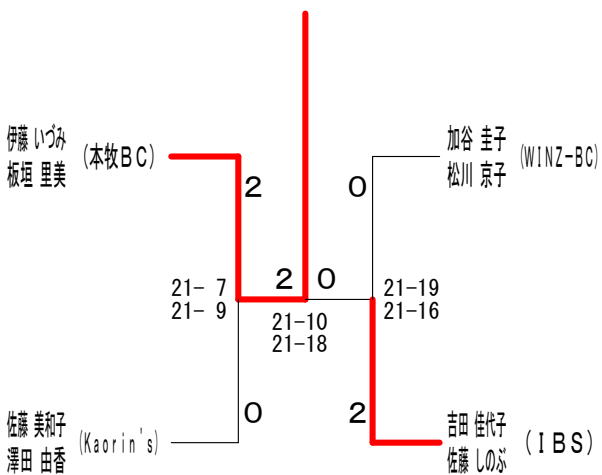 伊藤 いづみ
板垣 里美
(本牧BC)
加谷 圭子
松川 京子
(WINZ-BC)
2
0
21- 7
21- 9
2 0
21-10
21-18
21-19
21-16
佐藤 美和子
澤田 由香
(Kaorin's)
0
2
吉田 佳代子
佐藤 しのぶ
(IBS)